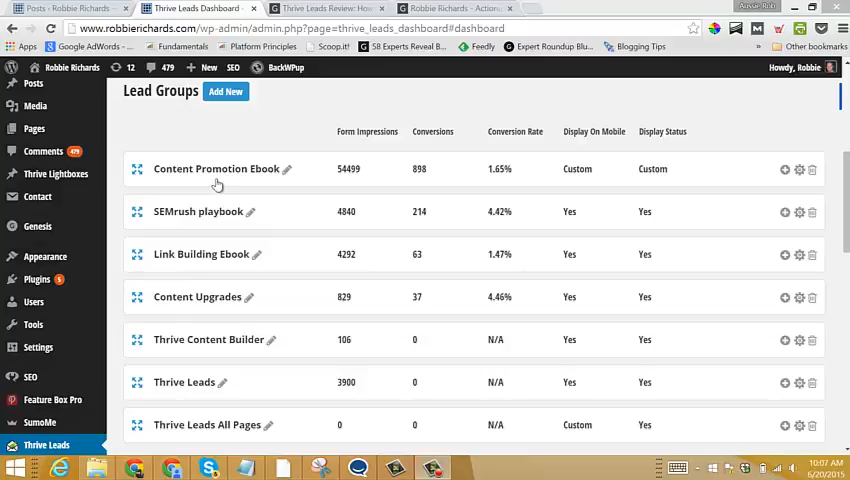 Aussie Rob
Posts - Robbie Richards —
Thrive Leads Dashboard -
Thrive Leads Review: How
Robbie Richards - Action
www.robbierichards.com/wp-admin/admin.php?page=thrive_leads_dashboard#dashboard
Apps
Suggested Sites
Google AdWords -
Fundamentals
Platform Principles
Scoop.it!
58 Experts Reveal B
Feedly
Expert Roundup Blu
Blogging Tips
Other bookmarks
Robbie Richards
12
479
New
SEO
BackWPup
Howdy, Robbie
Posts
Media
Pages
Comments 479
Thrive Lightboxes
Contact
Genesis
Appearance
Plugins 5
Users
Tools
Settings
SEO
Feature Box Pro
SumoMe
Thrive Leads
Lead Groups Add New
Form Impressions Conversions Conversion Rate Display On Mobile Display Status
Content Promotion Ebook 54499 898 1.65% Custom Custom
SEMrush playbook 4840 214 4.42% Yes Yes
Link Building Ebook 4292 63 1.47% Yes Yes
Content Upgrades 829 37 4.46% Yes Yes
Thrive Content Builder 106 0 N/A Yes Yes
Thrive Leads 3900 0 N/A Yes Yes
Thrive Leads All Pages 0 0 N/A Custom Yes
10:07 AM
6/20/2015